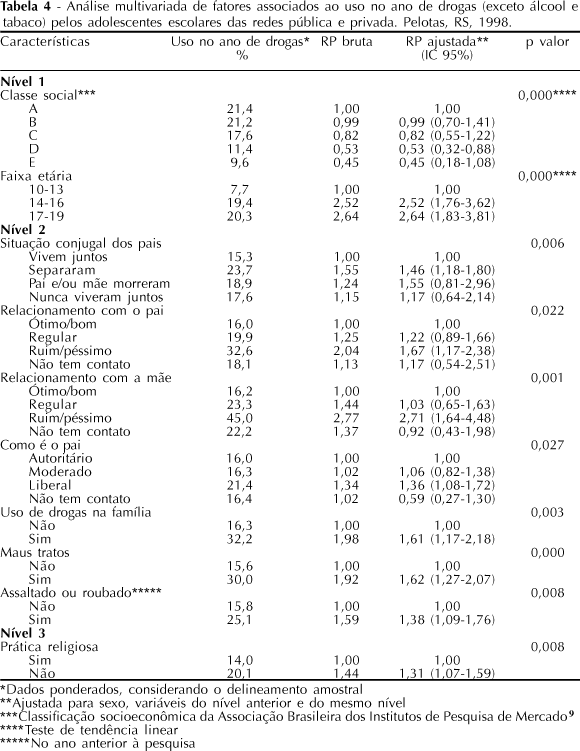 Tabela 4 - Análise multivariada de fatores associados ao uso no ano de drogas (exceto álcool e
tabaco) pelos adolescentes escolares das redes pública e privada. Pelotas, RS, 1998.
Características Uso no ano de drogas* RP bruta RP ajustada** p valor
% (IC 95%)
Nível 1
Classe social*** 0,000****
A 21,4 1,00 1,00
B 21,2 0,99 0,99 (0,70-1,41)
C 17,6 0,82 0,82 (0,55-1,22)
D 11,4 0,53 0,53 (0,32-0,88)
E 9,6 0,45 0,45 (0,18-1,08)
Faixa etária 0,000****
10-13 7,7 1,00 1,00
14-16 19,4 2,52 2,52 (1,76-3,62)
17-19 20,3 2,64 2,64 (1,83-3,81)
Nível 2
Situação conjugal dos pais 0,006
Vivem juntos 15,3 1,00 1,00
Separaram 23,7 1,55 1,46 (1,18-1,80)
Pai e/ou mãe morreram 18,9 1,24 1,55 (0,81-2,96)
Nunca viveram juntos 17,6 1,15 1,17 (0,64-2,14)
Relacionamento com o pai 0,022
Ótimo/bom 16,0 1,00 1,00
Regular 19,9 1,25 1,22 (0,89-1,66)
Ruim/péssimo 32,6 2,04 1,67 (1,17-2,38)
Não tem contato 18,1 1,13 1,17 (0,54-2,51)
Relacionamento com a mãe 0,001
Ótimo/bom 16,2 1,00 1,00
Regular 23,3 1,44 1,03 (0,65-1,63)
Ruim/péssimo 45,0 2,77 2,71 (1,64-4,48)
Não tem contato 22,2 1,37 0,92 (0,43-1,98)
Como é o pai 0,027
Autoritário 16,0 1,00 1,00
Moderado 16,3 1,02 1,06 (0,82-1,38)
Liberal 21,4 1,34 1,36 (1,08-1,72)
Não tem contato 16,4 1,02 0,59 (0,27-1,30)
Uso de drogas na família 0,003
Não 16,3 1,00 1,00
Sim 32,2 1,98 1,61 (1,17-2,18)
Maus tratos 0,000
Não 15,6 1,00 1,00
Sim 30,0 1,92 1,62 (1,27-2,07)
Assaltado ou roubado***** 0,008
Não 15,8 1,00 1,00
Sim 25,1 1,59 1,38 (1,09-1,76)
Nível 3
Prática religiosa 0,008
Sim 14,0 1,00 1,00
Não 20,1 1,44 1,31 (1,07-1,59)
*Dados ponderados, considerando o delineamento amostral
**Ajustada para sexo, variáveis do nível anterior e do mesmo nível
***Classificação socioeconômica da Associação Brasileira dos Institutos de Pesquisa de Mercado9
****Teste de tendência linear
*****No ano anterior à pesquisa